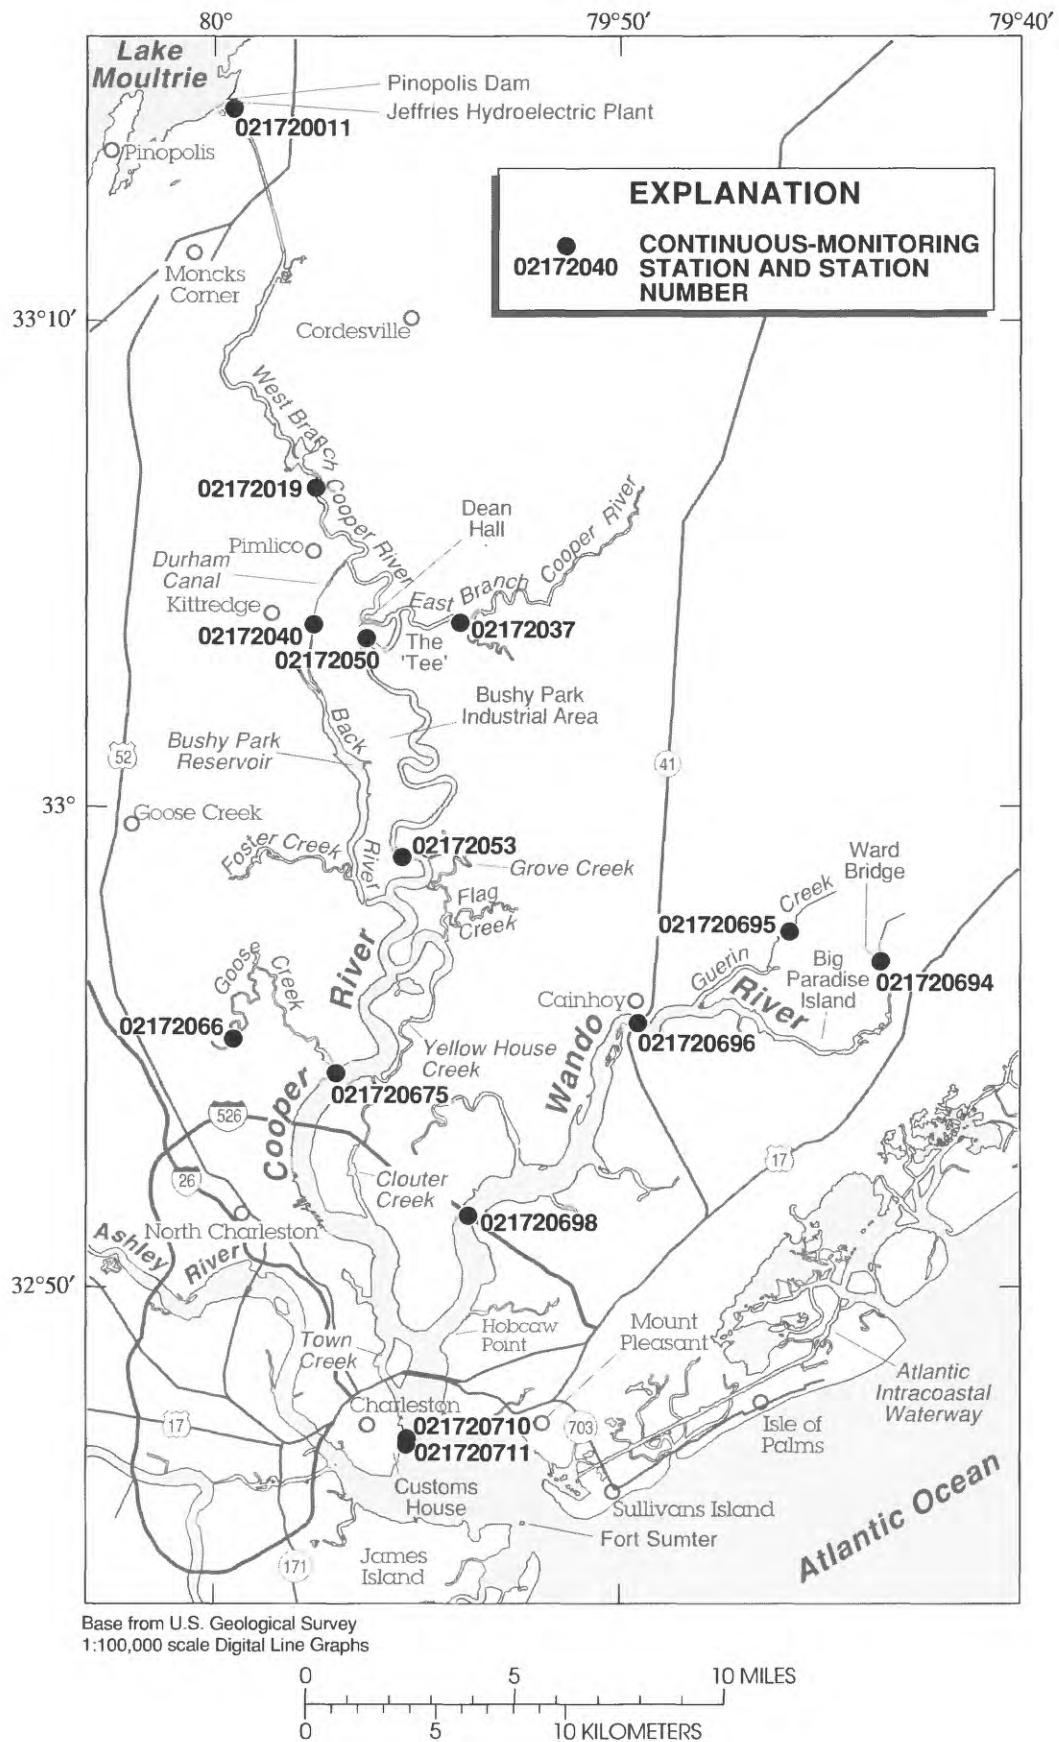 80°
79°50′
79°40′
Lake
Moultrie
Pinopolis Dam
Jeffries Hydroelectric Plant
021720011
Pinopolis
EXPLANATION
02172040
CONTINUOUS-MONITORING
STATION AND STATION
NUMBER
Moncks
Corner
33°10′
Cordesville
West Branch Cooper River
02172019
Dean
Hall
Pimlico
Durham
Canal
East Branch Cooper River
Kittredge
02172040
02172037
02172050
The
'Tee'
Bushy Park
Industrial Area
Back River
Bushy Park
Reservoir
52
41
33°
Goose Creek
02172053
Foster Creek
Grove Creek
Ward
Bridge
Flag
Creek
021720695
Guerin Creek
Goose Creek
Big
Paradise
Island
021720694
Cainhoy
02172066
021720696
Wando River
Yellow House
Creek
021720675
Cooper River
526
26
17
Clouter
Creek
021720698
North Charleston
Ashley River
32°50′
Hobcaw
Point
Mount
Pleasant
Town
Creek
Atlantic
Intracoastal
Waterway
Charleston
17
021720710
703
021720711
Isle of
Palms
Customs
House
Sullivans Island
Fort Sumter
Atlantic Ocean
James
Island
171
Base from U.S. Geological Survey
1:100,000 scale Digital Line Graphs
0 5 10 MILES
0 5 10 KILOMETERS